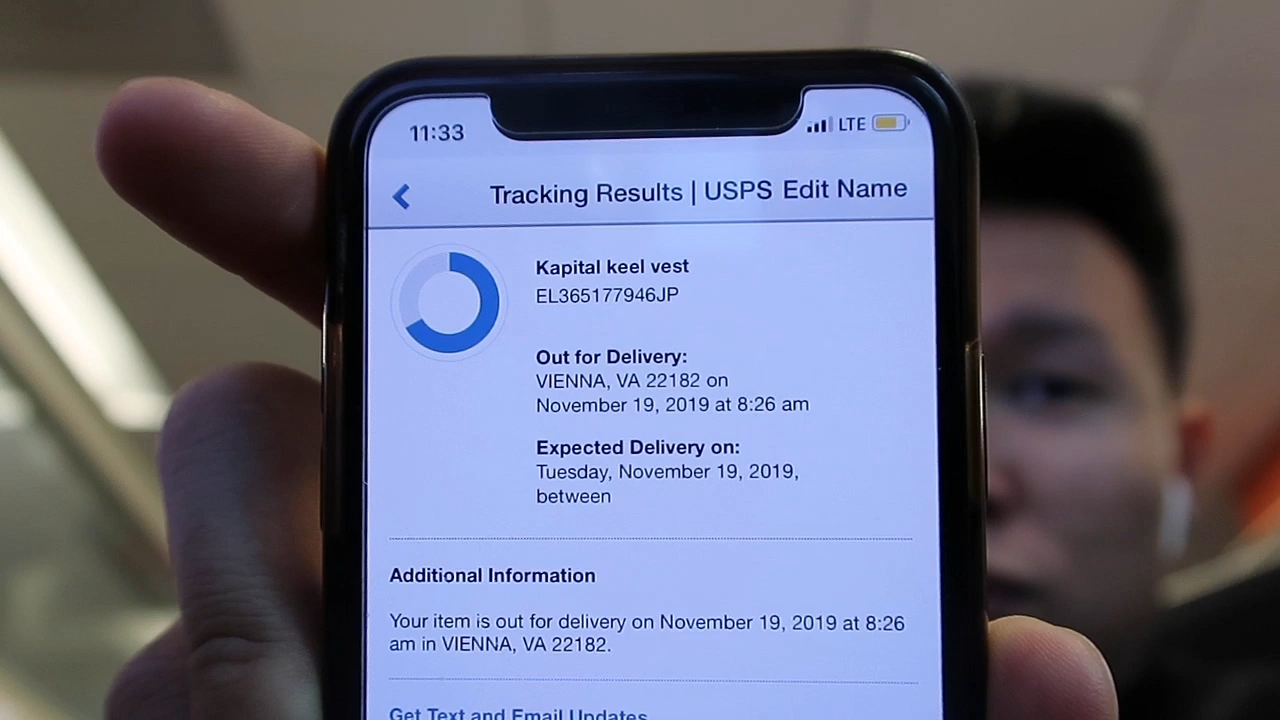 11:33 LTE
Tracking Results | USPS Edit Name
Kapital keel vest
EL365177946JP
Out for Delivery:
VIENNA, VA 22182 on
November 19, 2019 at 8:26 am
Expected Delivery on:
Tuesday, November 19, 2019,
between
Additional Information
Your item is out for delivery on November 19, 2019 at 8:26
am in VIENNA, VA 22182.
Get Text and Email Updates